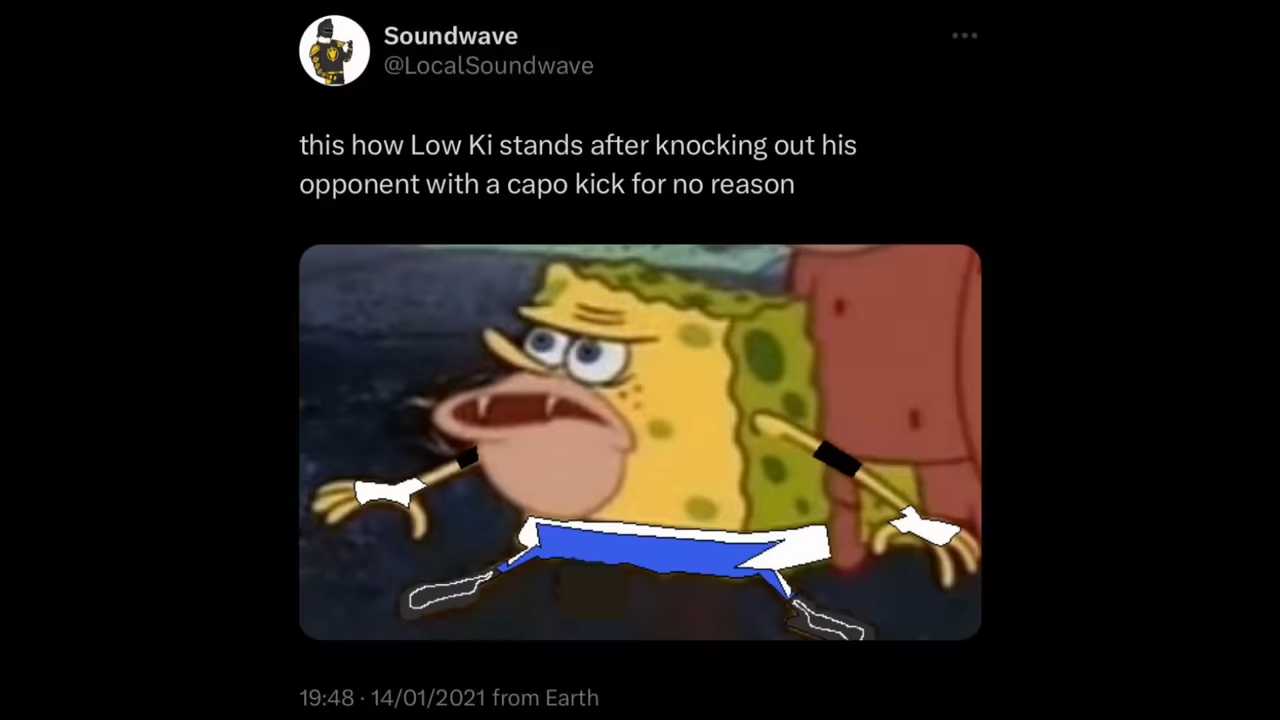 Soundwave
@LocalSoundwave
this how Low Ki stands after knocking out his
opponent with a capo kick for no reason
19:48 · 14/01/2021 from Earth